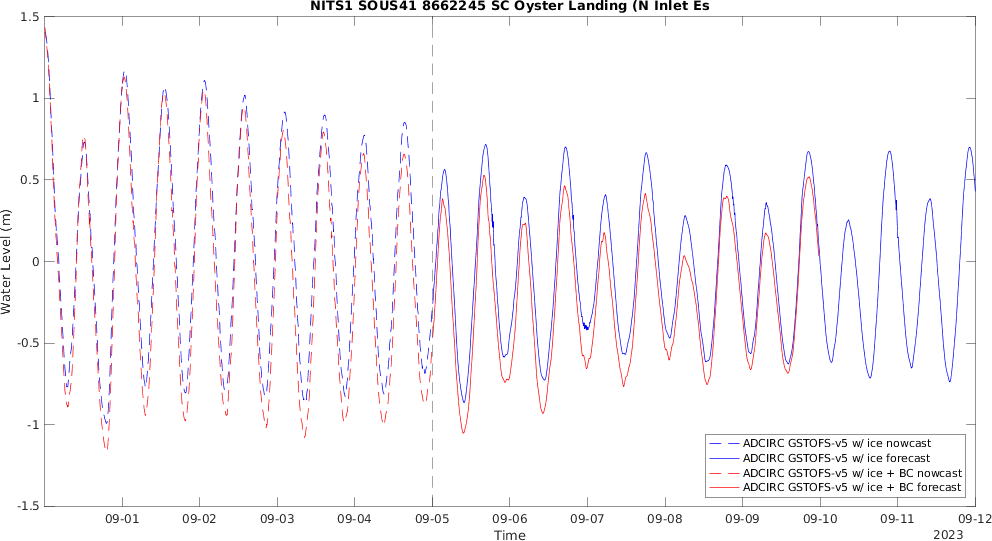 NITS1 SOUS41 8662245 SC Oyster Landing (N Inlet Es
1.5
1
0.5
0
-0.5
-1
-1.5
Water Level (m)
ADCIRC GSTOFS-v5 w/ ice nowcast
ADCIRC GSTOFS-v5 w/ ice forecast
ADCIRC GSTOFS-v5 w/ ice + BC nowcast
ADCIRC GSTOFS-v5 w/ ice + BC forecast
09-01 09-02 09-03 09-04 09-05 09-06 09-07 09-08 09-09 09-10 09-11 09-12
Time
2023